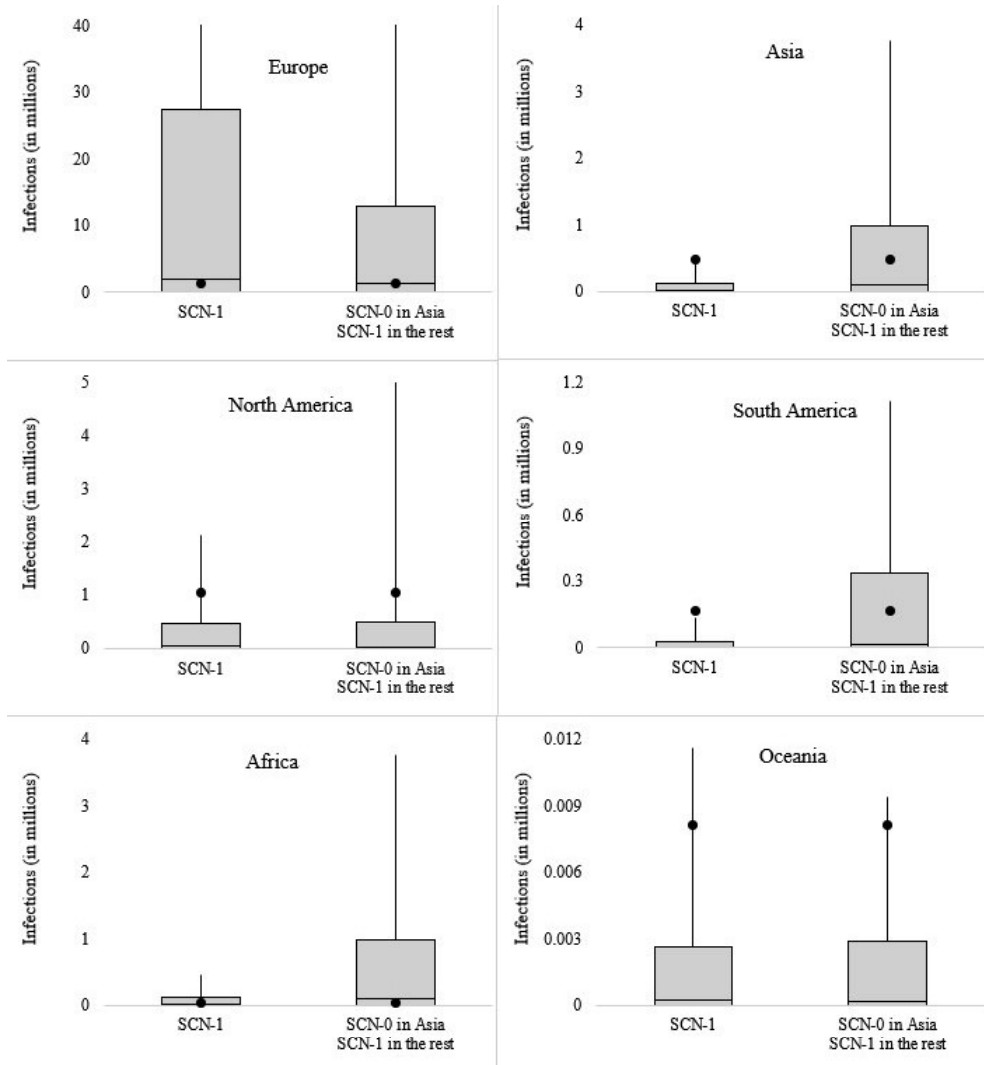 Europe
Infections (in millions)
40
30
20
10
0
SCN-1
SCN-0 in Asia
SCN-1 in the rest
Asia
Infections (in millions)
4
3
2
1
0
SCN-1
SCN-0 in Asia
SCN-1 in the rest
North America
Infections (in millions)
5
4
3
2
1
0
SCN-1
SCN-0 in Asia
SCN-1 in the rest
South America
Infections (in millions)
1.2
0.9
0.6
0.3
0
SCN-1
SCN-0 in Asia
SCN-1 in the rest
Africa
Infections (in millions)
4
3
2
1
0
SCN-1
SCN-0 in Asia
SCN-1 in the rest
Oceania
Infections (in millions)
0.012
0.009
0.006
0.003
0
SCN-1
SCN-0 in Asia
SCN-1 in the rest